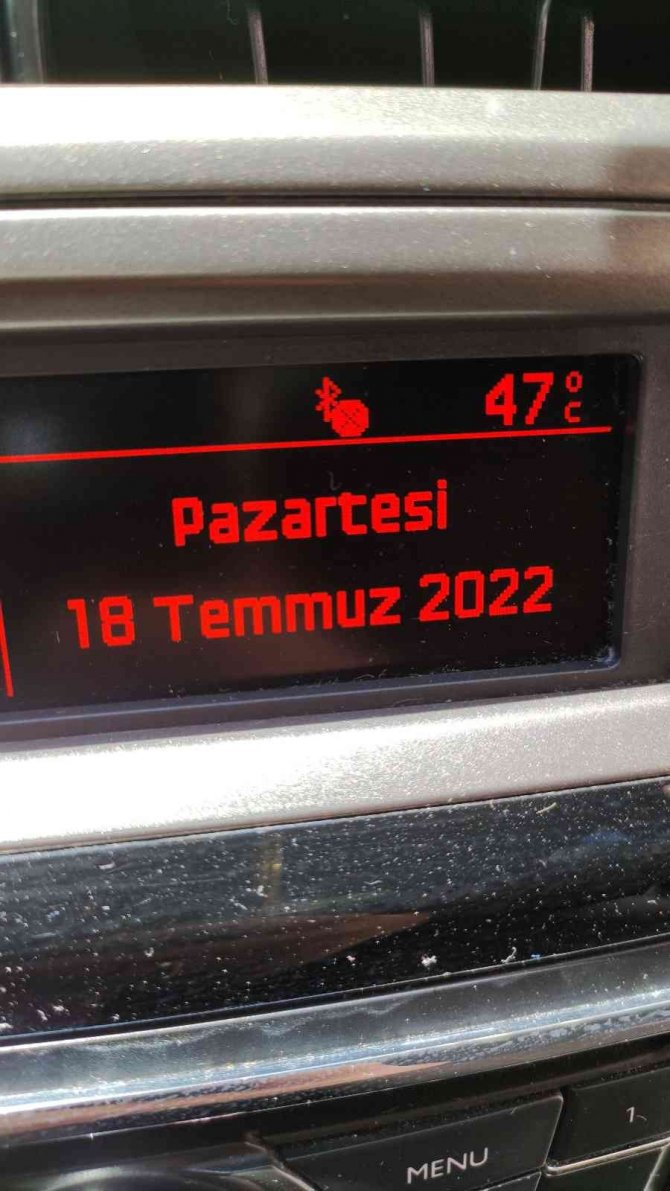 47°C
Pazartesi
18 Temmuz 2022
1
MENU